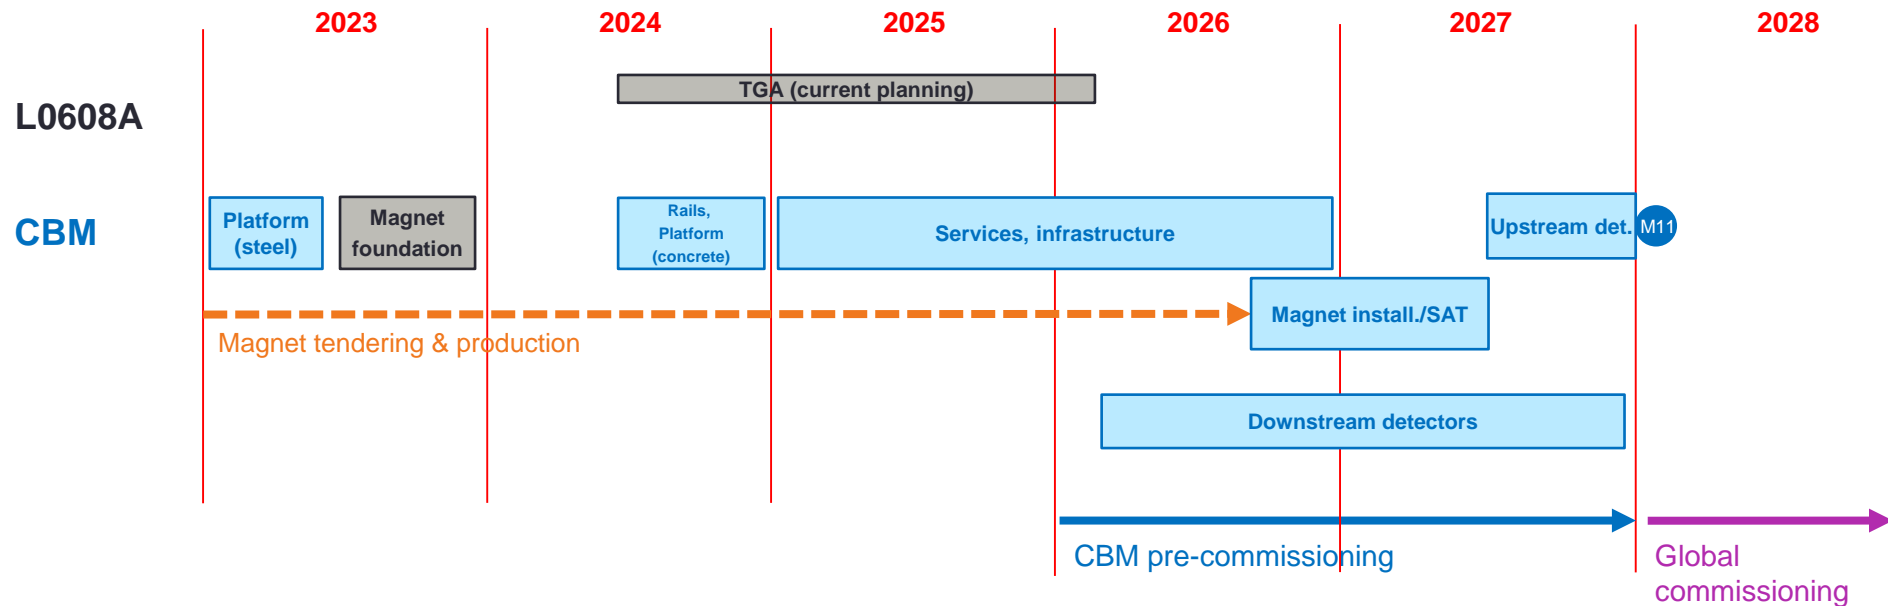 2023
2024
2025
2026
2027
2028
L0608A
TGA (current planning)
CBM
Platform
(steel)
Magnet
foundation
Rails,
Platform
(concrete)
Services, infrastructure
Upstream det.
M11
Magnet install./SAT
Magnet tendering & production
Downstream detectors
CBM pre-commissioning
Global
commissioning